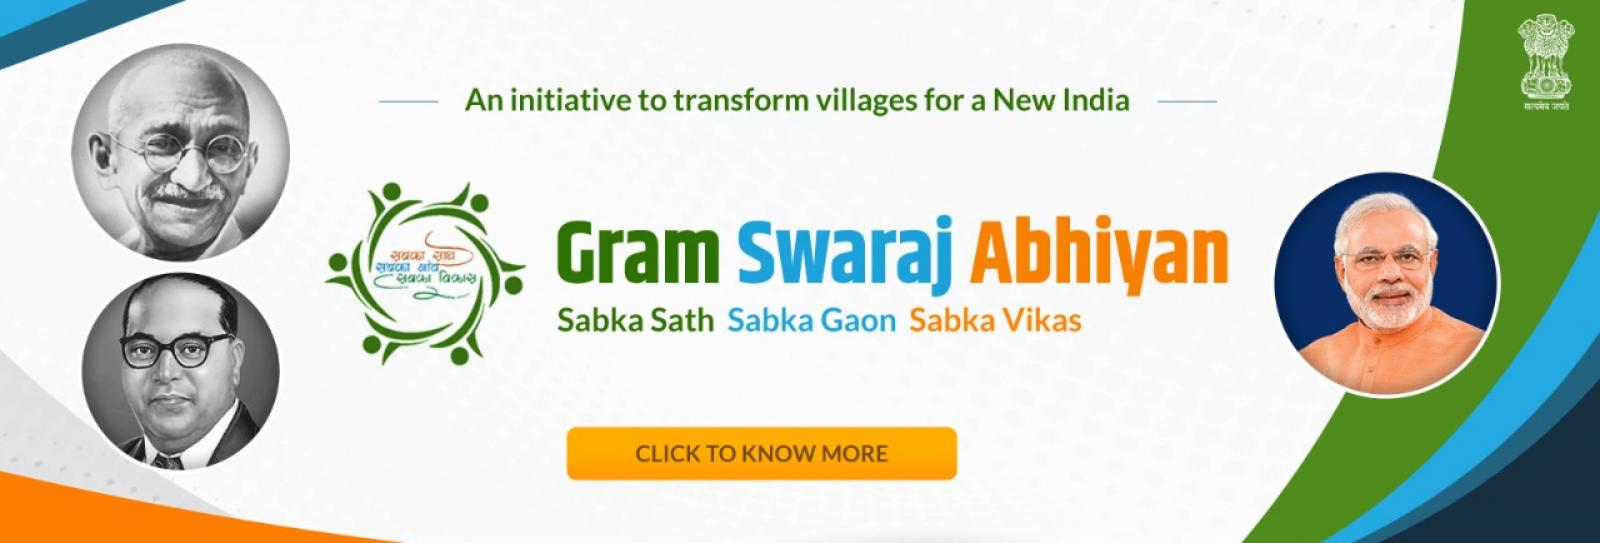 An initiative to transform villages for a New India
सत्यमेव जयते
सबका साथ
सबका गांव
सबका विकास
Gram Swaraj Abhiyan
Sabka Sath Sabka Gaon Sabka Vikas
CLICK TO KNOW MORE